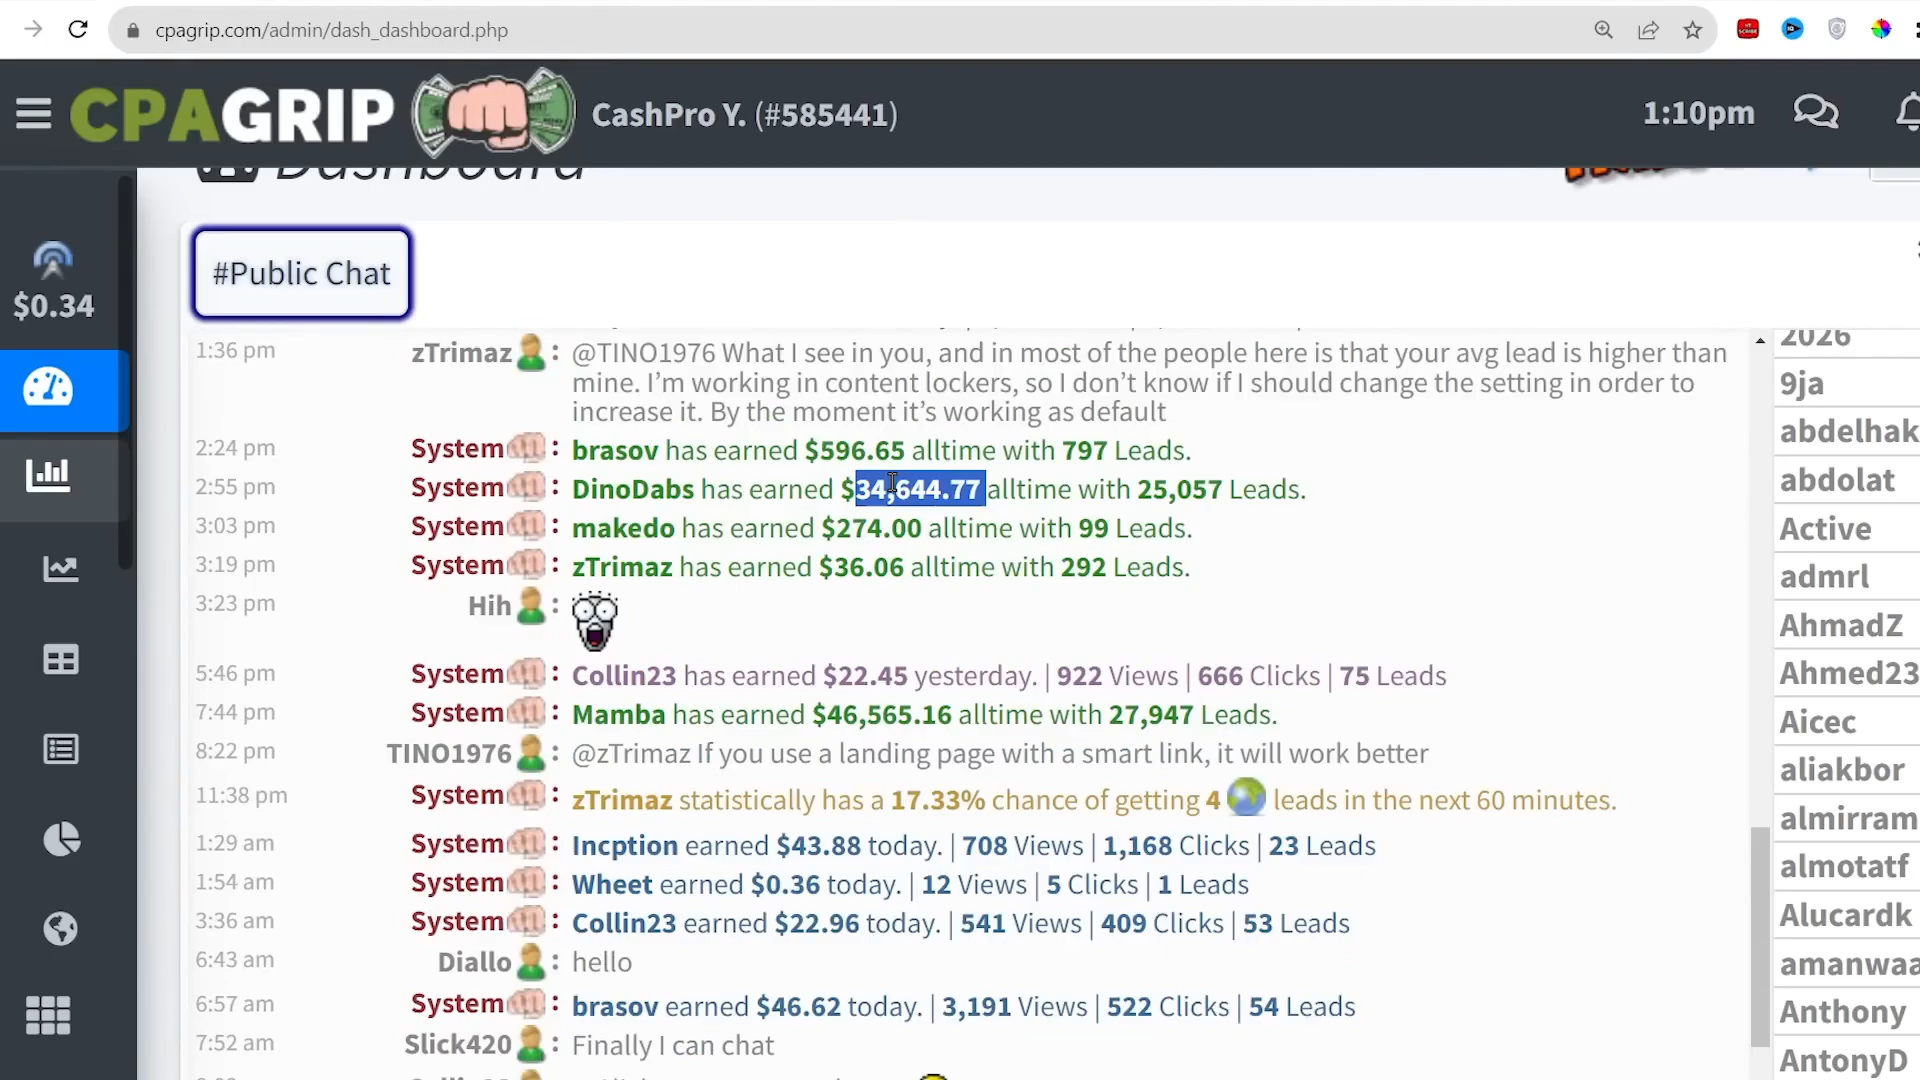 cpagrip.com/admin/dash_dashboard.php
CPAGRIP
CashPro Y. (#585441)
1:10pm
Dashboard
$0.34
#Public Chat
1:36 pm zTrimaz : @TINO1976 What I see in you, and in most of the people here is that your avg lead is higher than
mine. I'm working in content lockers, so I don't know if I should change the setting in order to
increase it. By the moment it's working as default
2:24 pm System : brasov has earned $596.65 alltime with 797 Leads.
2:55 pm System : DinoDabs has earned $34,644.77 alltime with 25,057 Leads.
3:03 pm System : makedo has earned $274.00 alltime with 99 Leads.
3:19 pm System : zTrimaz has earned $36.06 alltime with 292 Leads.
3:23 pm Hih :
5:46 pm System : Collin23 has earned $22.45 yesterday. | 922 Views | 666 Clicks | 75 Leads
7:44 pm System : Mamba has earned $46,565.16 alltime with 27,947 Leads.
8:22 pm TINO1976 : @zTrimaz If you use a landing page with a smart link, it will work better
11:38 pm System : zTrimaz statistically has a 17.33% chance of getting 4 leads in the next 60 minutes.
1:29 am System : Incption earned $43.88 today. | 708 Views | 1,168 Clicks | 23 Leads
1:54 am System : Wheet earned $0.36 today. | 12 Views | 5 Clicks | 1 Leads
3:36 am System : Collin23 earned $22.96 today. | 541 Views | 409 Clicks | 53 Leads
6:43 am Diallo : hello
6:57 am System : brasov earned $46.62 today. | 3,191 Views | 522 Clicks | 54 Leads
7:52 am Slick420 : Finally I can chat
2026
9ja
abdelhak
abdolat
Active
admrl
AhmadZ
Ahmed23
Aicec
aliakbor
almirram
almotatf
Alucardk
amanwaa
Anthony
AntonyD